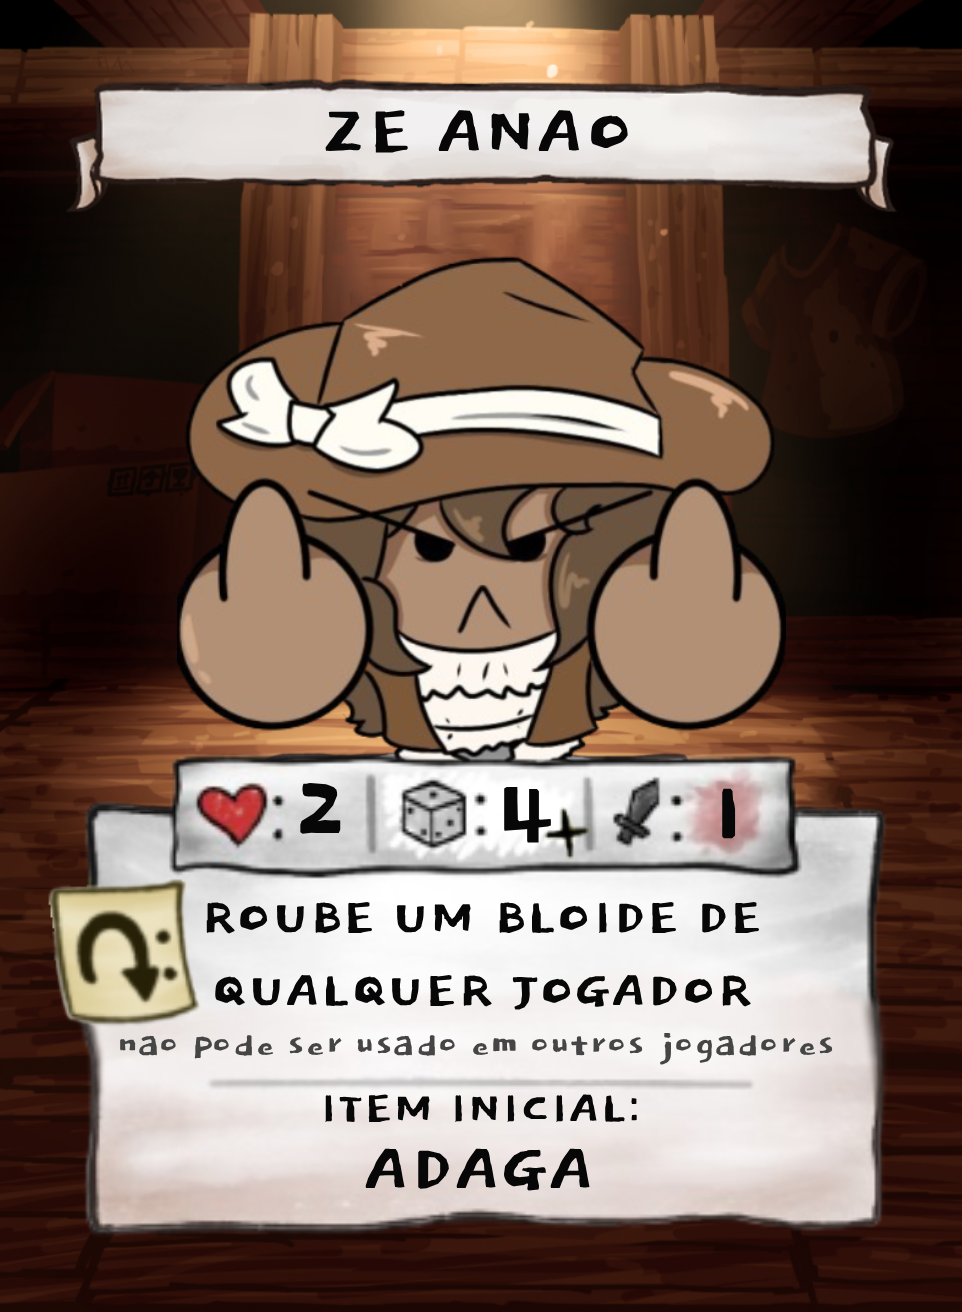 ZE ANAO
: 2 : 4+ : 1
ROUBE UM BLOIDE DE
QUALQUER JOGADOR
nao pode ser usado em outros jogadores
ITEM INICIAL:
ADAGA